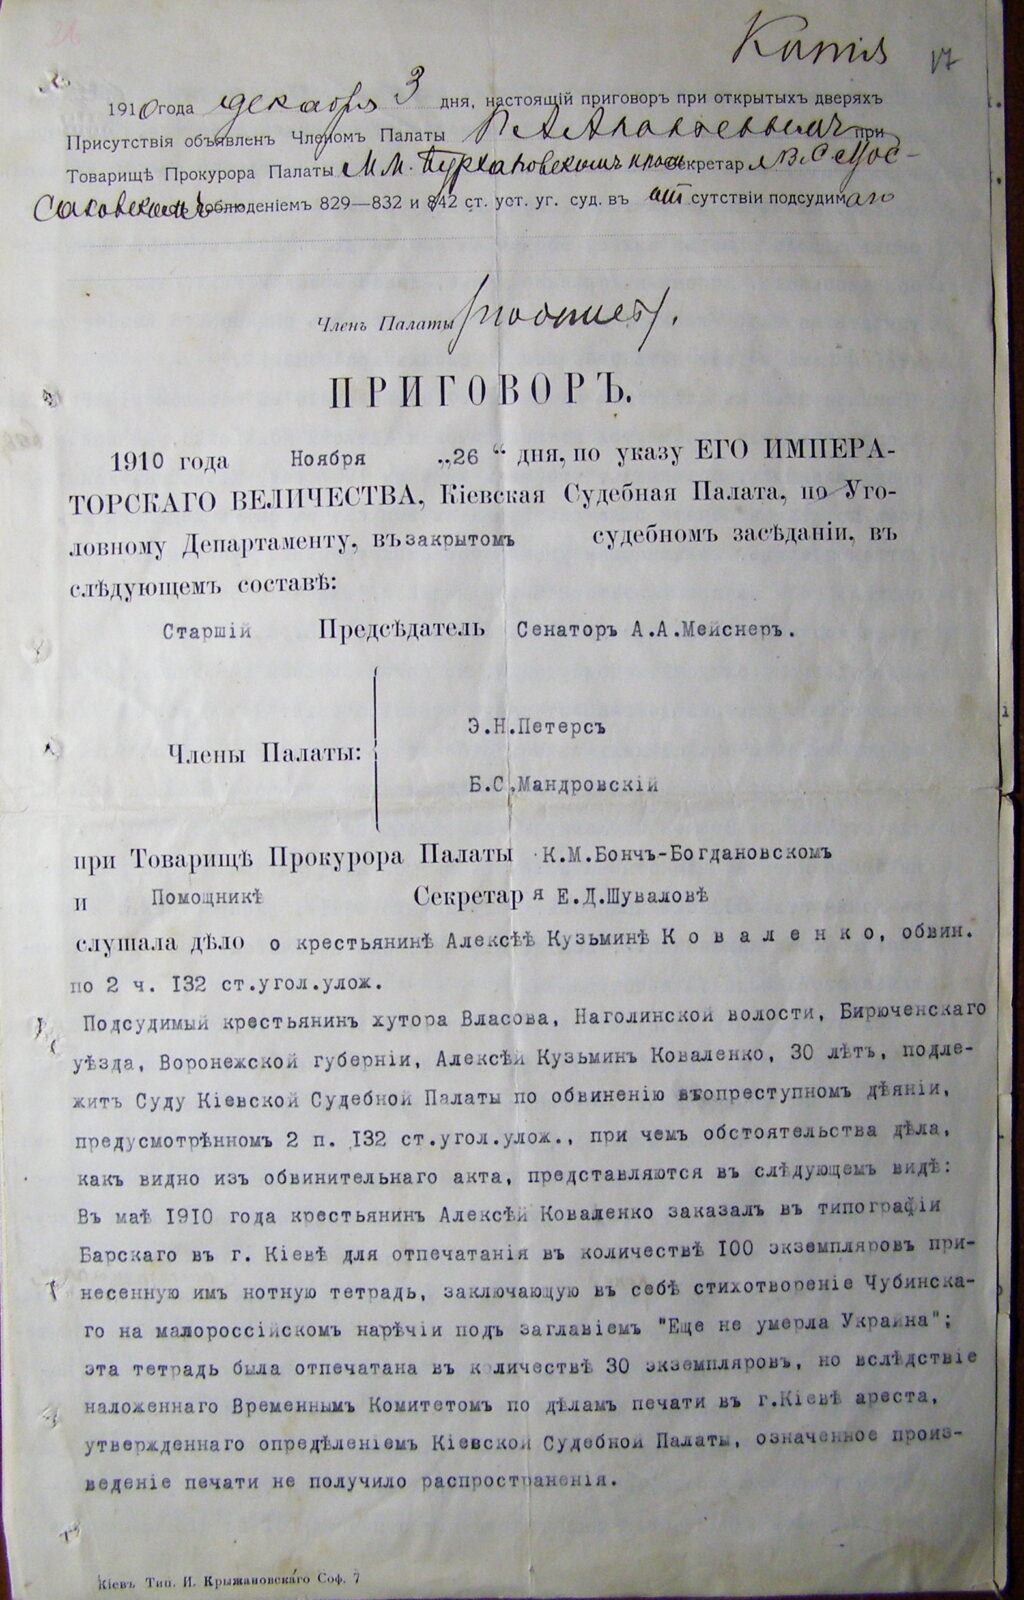 Копія 17
1910 года декабря 3 дня, настоящій приговоръ при открытыхъ дверяхъ
Присутствія объявленъ Членомъ Палаты при
Товарищѣ Прокурора Палаты М.М. секретар
соблюденіемъ 829—832 и 842 ст. уст. уг. суд. въ отсутствіи подсудимаго
Членъ Палаты
ПРИГОВОРЪ.
1910 года Ноября „26" дня, по указу ЕГО ИМПЕРА-
ТОРСКАГО ВЕЛИЧЕСТВА, Кіевская Судебная Палата, по Уго-
ловному Департаменту, въ закрытомъ судебномъ засѣданіи, въ
слѣдующемъ составѣ:
Старшій Предсѣдатель Сенаторъ А.А.Мейснеръ.
Э.Н.Петерсъ
Члены Палаты:
Б.С.Мандровскій
при Товарищѣ Прокурора Палаты К.М.Бончъ-Богдановскомъ
и Помощникѣ Секретаря Е.Д.Шуваловѣ
слушала дѣло о крестьянинѣ Алексѣѣ Кузьминѣ К о в а л е н к о, обвин.
по 2 ч. I32 ст.угол.улож.
Подсудимый крестьянинъ хутора Власова, Наголинской волости, Бирюченскаго
уѣзда, Воронежской губерніи, Алексѣй Кузьминъ Коваленко, 30 лѣтъ, подле-
житъ Суду Кіевской Судебной Палаты по обвиненію въ преступномъ дѣяніи,
предусмотрѣнномъ 2 п. I32 ст.угол.улож., при чемъ обстоятельства дѣла,
какъ видно изъ обвинительнаго акта, представляются въ слѣдующемъ видѣ:
Въ маѣ I9I0 года крестьянинъ Алексѣй Коваленко заказалъ въ типографіи
Барскаго въ г. Кіевѣ для отпечатанія въ количествѣ I00 экземпляровъ при-
несенную имъ нотную тетрадь, заключающую въ себѣ стихотвореніе Чубинска-
го на малороссійскомъ нарѣчіи подъ заглавіемъ "Еще не умерла Украина";
эта тетрадь была отпечатана въ количествѣ 30 экземпляровъ, но вслѣдствіе
наложеннаго Временнымъ Комитетомъ по дѣламъ печати въ г.Кіевѣ ареста,
утвержденнаго опредѣленіемъ Кіевской Судебной Палаты, означенное произ-
веденіе печати не получило распространенія.
Кіевъ Тип. И. Крыжановскаго Соф. 7